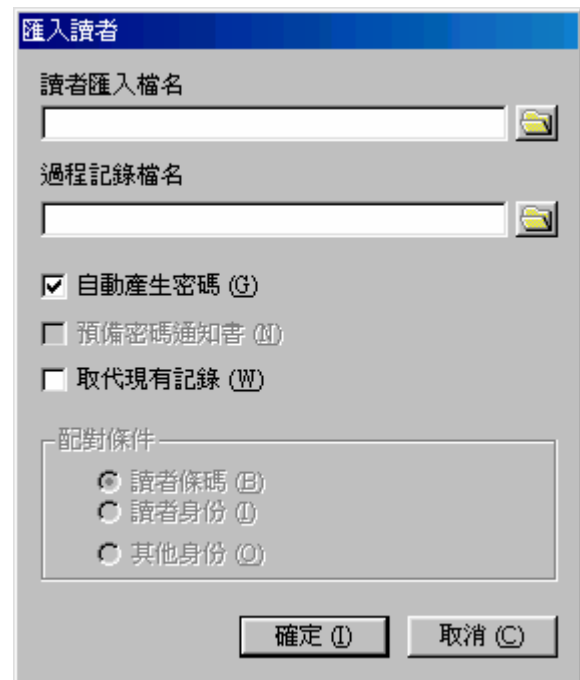 匯入讀者
讀者匯入檔名
過程記錄檔名
自動產生密碼 (G)
預備密碼通知書 (N)
取代現有記錄 (W)
配對條件
讀者條碼 (B)
讀者身份 (I)
其他身份 (O)
確定 (I) 取消 (C)